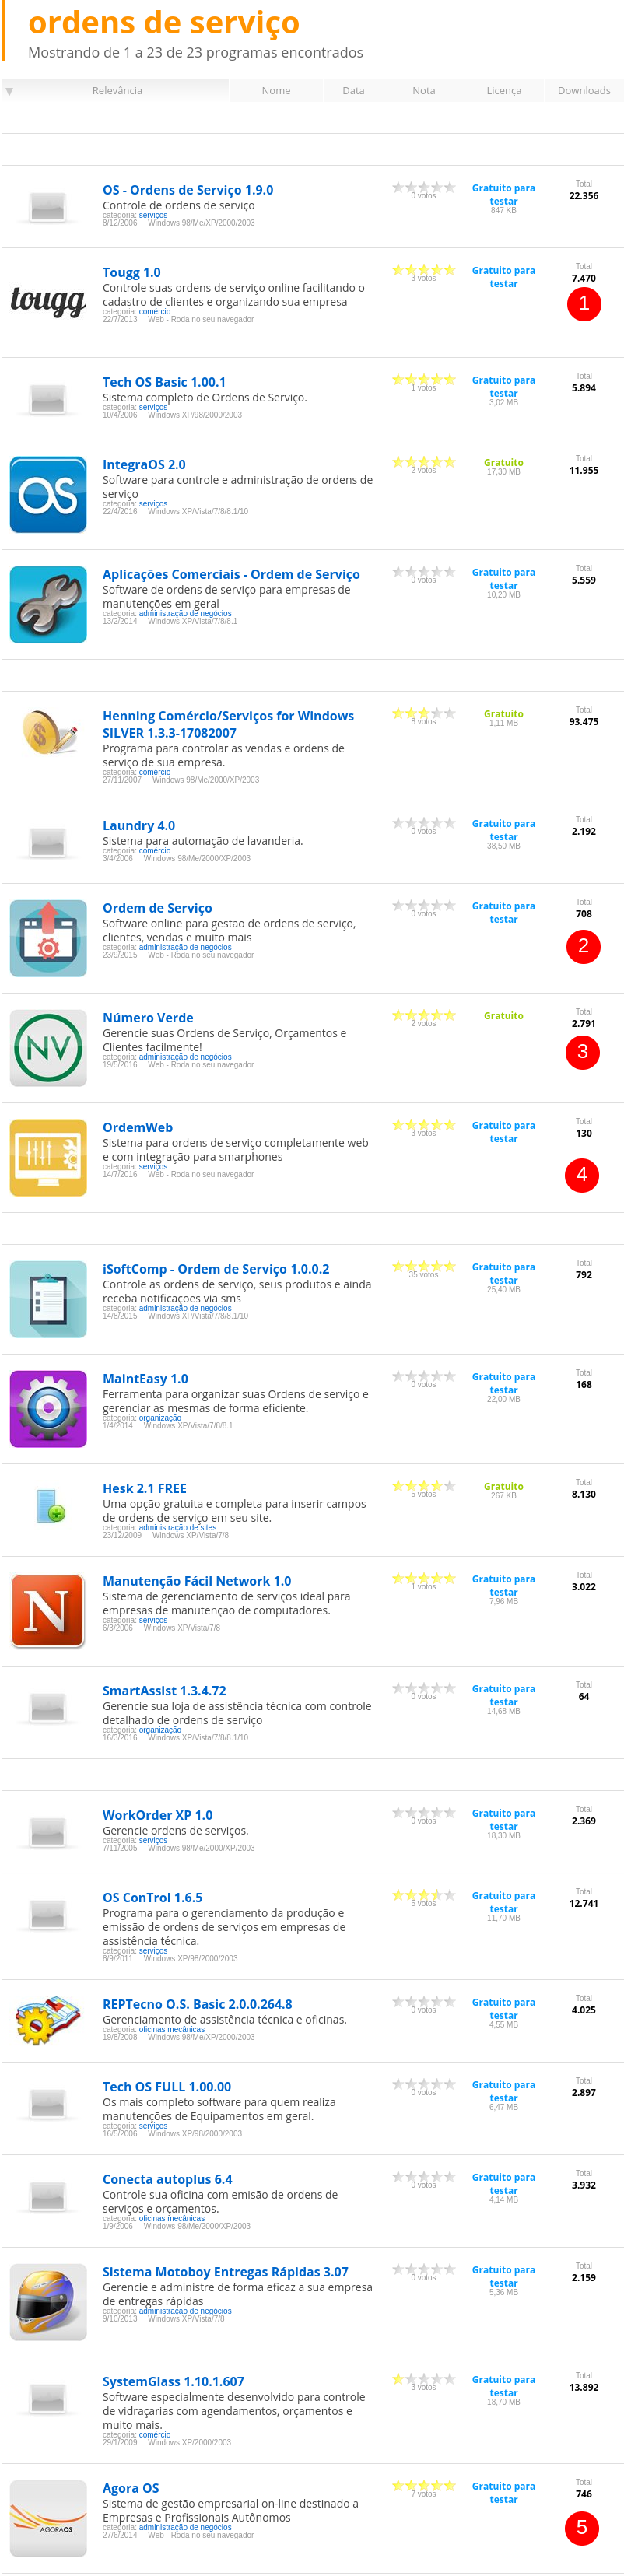 ordens de serviço
Mostrando de 1 a 23 de 23 programas encontrados
Relevância Nome Data Nota Licença Downloads
OS - Ordens de Serviço 1.9.0
Controle de ordens de serviço
categoria: serviços
8/12/2006 Windows 98/Me/XP/2000/2003
0 votos
Gratuito para
testar
847 KB
Total
22.356
tougg
Tougg 1.0
Controle suas ordens de serviço online facilitando o
cadastro de clientes e organizando sua empresa
categoria: comércio
22/7/2013 Web - Roda no seu navegador
3 votos
Gratuito para
testar
Total
7.470
1
Tech OS Basic 1.00.1
Sistema completo de Ordens de Serviço.
categoria: serviços
10/4/2006 Windows XP/98/2000/2003
1 votos
Gratuito para
testar
3,02 MB
Total
5.894
OS
IntegraOS 2.0
Software para controle e administração de ordens de
serviço
categoria: serviços
22/4/2016 Windows XP/Vista/7/8/8.1/10
2 votos
Gratuito
17,30 MB
Total
11.955
Aplicações Comerciais - Ordem de Serviço
Software de ordens de serviço para empresas de
manutenções em geral
categoria: administração de negócios
13/2/2014 Windows XP/Vista/7/8/8.1
0 votos
Gratuito para
testar
10,20 MB
Total
5.559
Henning Comércio/Serviços for Windows
SILVER 1.3.3-17082007
Programa para controlar as vendas e ordens de
serviço de sua empresa.
categoria: comércio
27/11/2007 Windows 98/Me/2000/XP/2003
8 votos
Gratuito
1,11 MB
Total
93.475
Laundry 4.0
Sistema para automação de lavanderia.
categoria: comércio
3/4/2006 Windows 98/Me/2000/XP/2003
0 votos
Gratuito para
testar
38,50 MB
Total
2.192
Ordem de Serviço
Software online para gestão de ordens de serviço,
clientes, vendas e muito mais
categoria: administração de negócios
23/9/2015 Web - Roda no seu navegador
0 votos
Gratuito para
testar
Total
708
2
NV
Número Verde
Gerencie suas Ordens de Serviço, Orçamentos e
Clientes facilmente!
categoria: administração de negócios
19/5/2016 Web - Roda no seu navegador
2 votos
Gratuito
Total
2.791
3
OrdemWeb
Sistema para ordens de serviço completamente web
e com integração para smarphones
categoria: serviços
14/7/2016 Web - Roda no seu navegador
3 votos
Gratuito para
testar
Total
130
4
iSoftComp - Ordem de Serviço 1.0.0.2
Controle as ordens de serviço, seus produtos e ainda
receba notificações via sms
categoria: administração de negócios
14/8/2015 Windows XP/Vista/7/8/8.1/10
35 votos
Gratuito para
testar
25,40 MB
Total
792
MaintEasy 1.0
Ferramenta para organizar suas Ordens de serviço e
gerenciar as mesmas de forma eficiente.
categoria: organização
1/4/2014 Windows XP/Vista/7/8/8.1
0 votos
Gratuito para
testar
22,00 MB
Total
168
Hesk 2.1 FREE
Uma opção gratuita e completa para inserir campos
de ordens de serviço em seu site.
categoria: administração de sites
23/12/2009 Windows XP/Vista/7/8
5 votos
Gratuito
267 KB
Total
8.130
N
Manutenção Fácil Network 1.0
Sistema de gerenciamento de serviços ideal para
empresas de manutenção de computadores.
categoria: serviços
6/3/2006 Windows XP/Vista/7/8
1 votos
Gratuito para
testar
7,96 MB
Total
3.022
SmartAssist 1.3.4.72
Gerencie sua loja de assistência técnica com controle
detalhado de ordens de serviço
categoria: organização
16/3/2016 Windows XP/Vista/7/8/8.1/10
0 votos
Gratuito para
testar
14,68 MB
Total
64
WorkOrder XP 1.0
Gerencie ordens de serviços.
categoria: serviços
7/11/2005 Windows 98/Me/2000/XP/2003
0 votos
Gratuito para
testar
18,30 MB
Total
2.369
OS ConTrol 1.6.5
Programa para o gerenciamento da produção e
emissão de ordens de serviços em empresas de
assistência técnica.
categoria: serviços
8/9/2011 Windows XP/98/2000/2003
5 votos
Gratuito para
testar
11,70 MB
Total
12.741
REPTecno O.S. Basic 2.0.0.264.8
Gerenciamento de assistência técnica e oficinas.
categoria: oficinas mecânicas
19/8/2008 Windows 98/Me/XP/2000/2003
0 votos
Gratuito para
testar
4,55 MB
Total
4.025
Tech OS FULL 1.00.00
Os mais completo software para quem realiza
manutenções de Equipamentos em geral.
categoria: serviços
16/5/2006 Windows XP/98/2000/2003
0 votos
Gratuito para
testar
6,47 MB
Total
2.897
Conecta autoplus 6.4
Controle sua oficina com emissão de ordens de
serviços e orçamentos.
categoria: oficinas mecânicas
1/9/2006 Windows 98/Me/2000/XP/2003
0 votos
Gratuito para
testar
4,14 MB
Total
3.932
Sistema Motoboy Entregas Rápidas 3.07
Gerencie e administre de forma eficaz a sua empresa
de entregas rápidas
categoria: administração de negócios
9/10/2013 Windows XP/Vista/7/8
0 votos
Gratuito para
testar
5,36 MB
Total
2.159
SystemGlass 1.10.1.607
Software especialmente desenvolvido para controle
de vidraçarias com agendamentos, orçamentos e
muito mais.
categoria: comércio
29/1/2009 Windows XP/2000/2003
3 votos
Gratuito para
testar
18,70 MB
Total
13.892
AGORAOS
Agora OS
Sistema de gestão empresarial on-line destinado a
Empresas e Profissionais Autônomos
categoria: administração de negócios
27/6/2014 Web - Roda no seu navegador
7 votos
Gratuito para
testar
Total
746
5